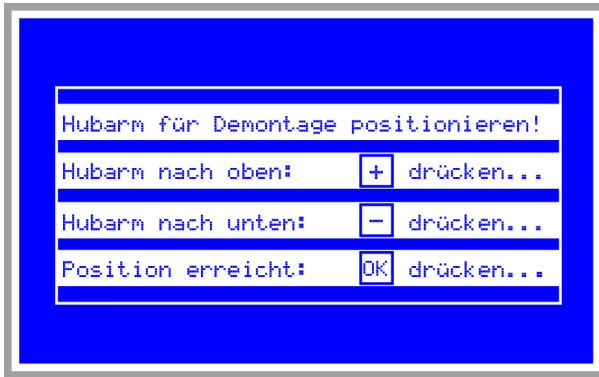 Hubarm für Demontage positionieren!
Hubarm nach oben: + drücken...
Hubarm nach unten: - drücken...
Position erreicht: OK drücken...